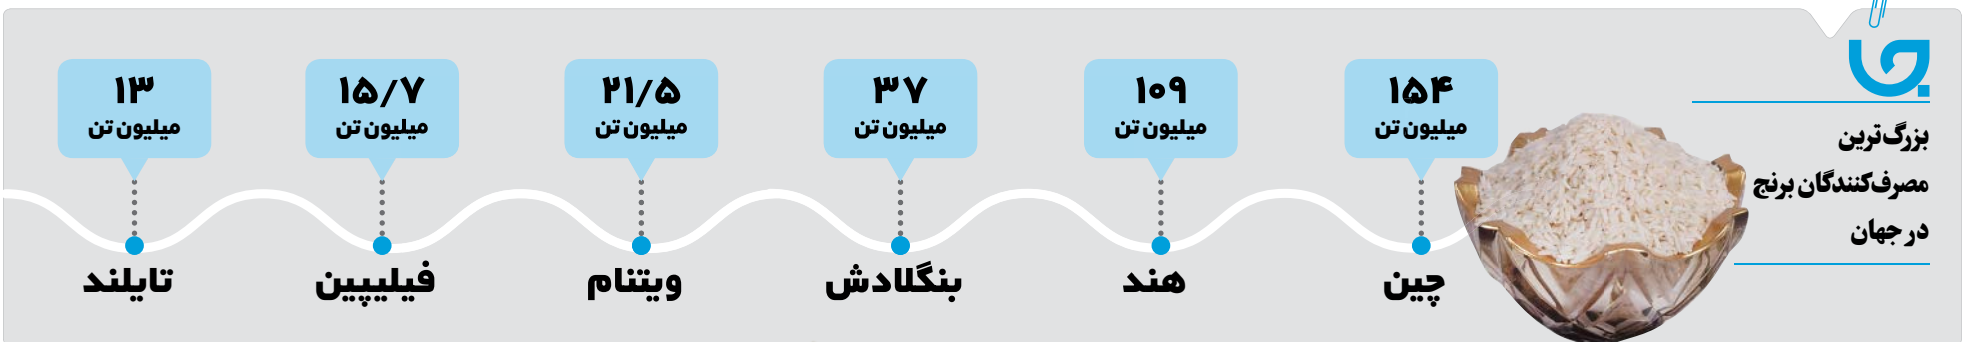 بزرگ‌ترین
مصرف‌کنندگان برنج
در جهان
۱۵۴
میلیون تن
چین
۱۰۹
میلیون تن
هند
۳۷
میلیون تن
بنگلادش
۲۱/۵
میلیون تن
ویتنام
۱۵/۷
میلیون تن
فیلیپین
۱۳
میلیون تن
تایلند